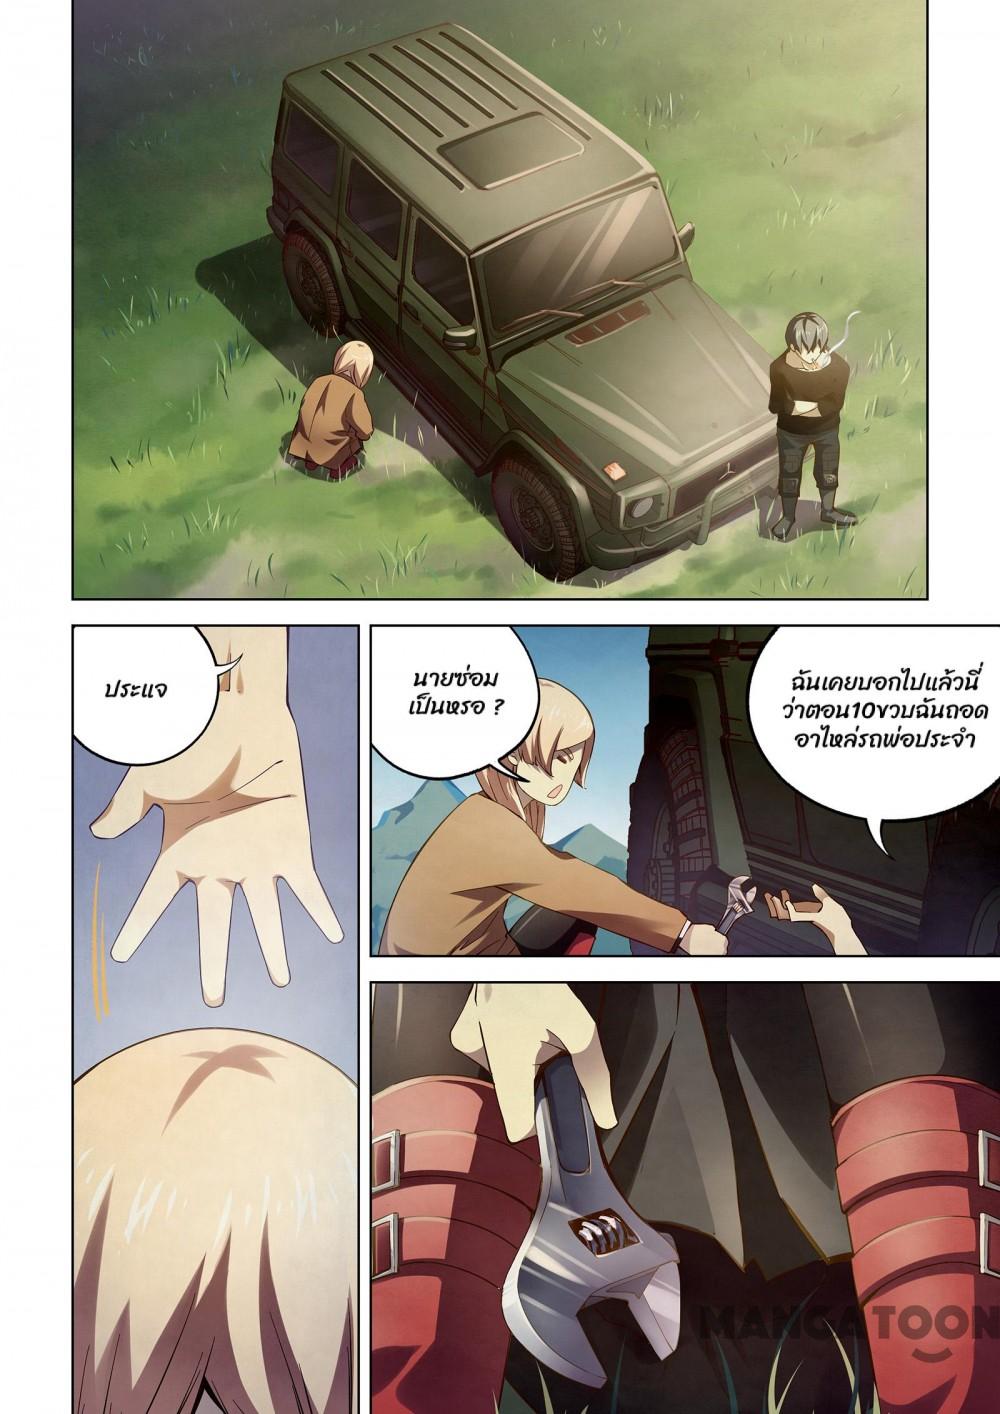 ประแจ
นายซ่อม
เป็นหรอ ?
ฉันเคยบอกไปแล้วนี่
ว่าตอน10ขวบฉันถอด
อาไหล่รถพ่อประจำ
MANGATOON